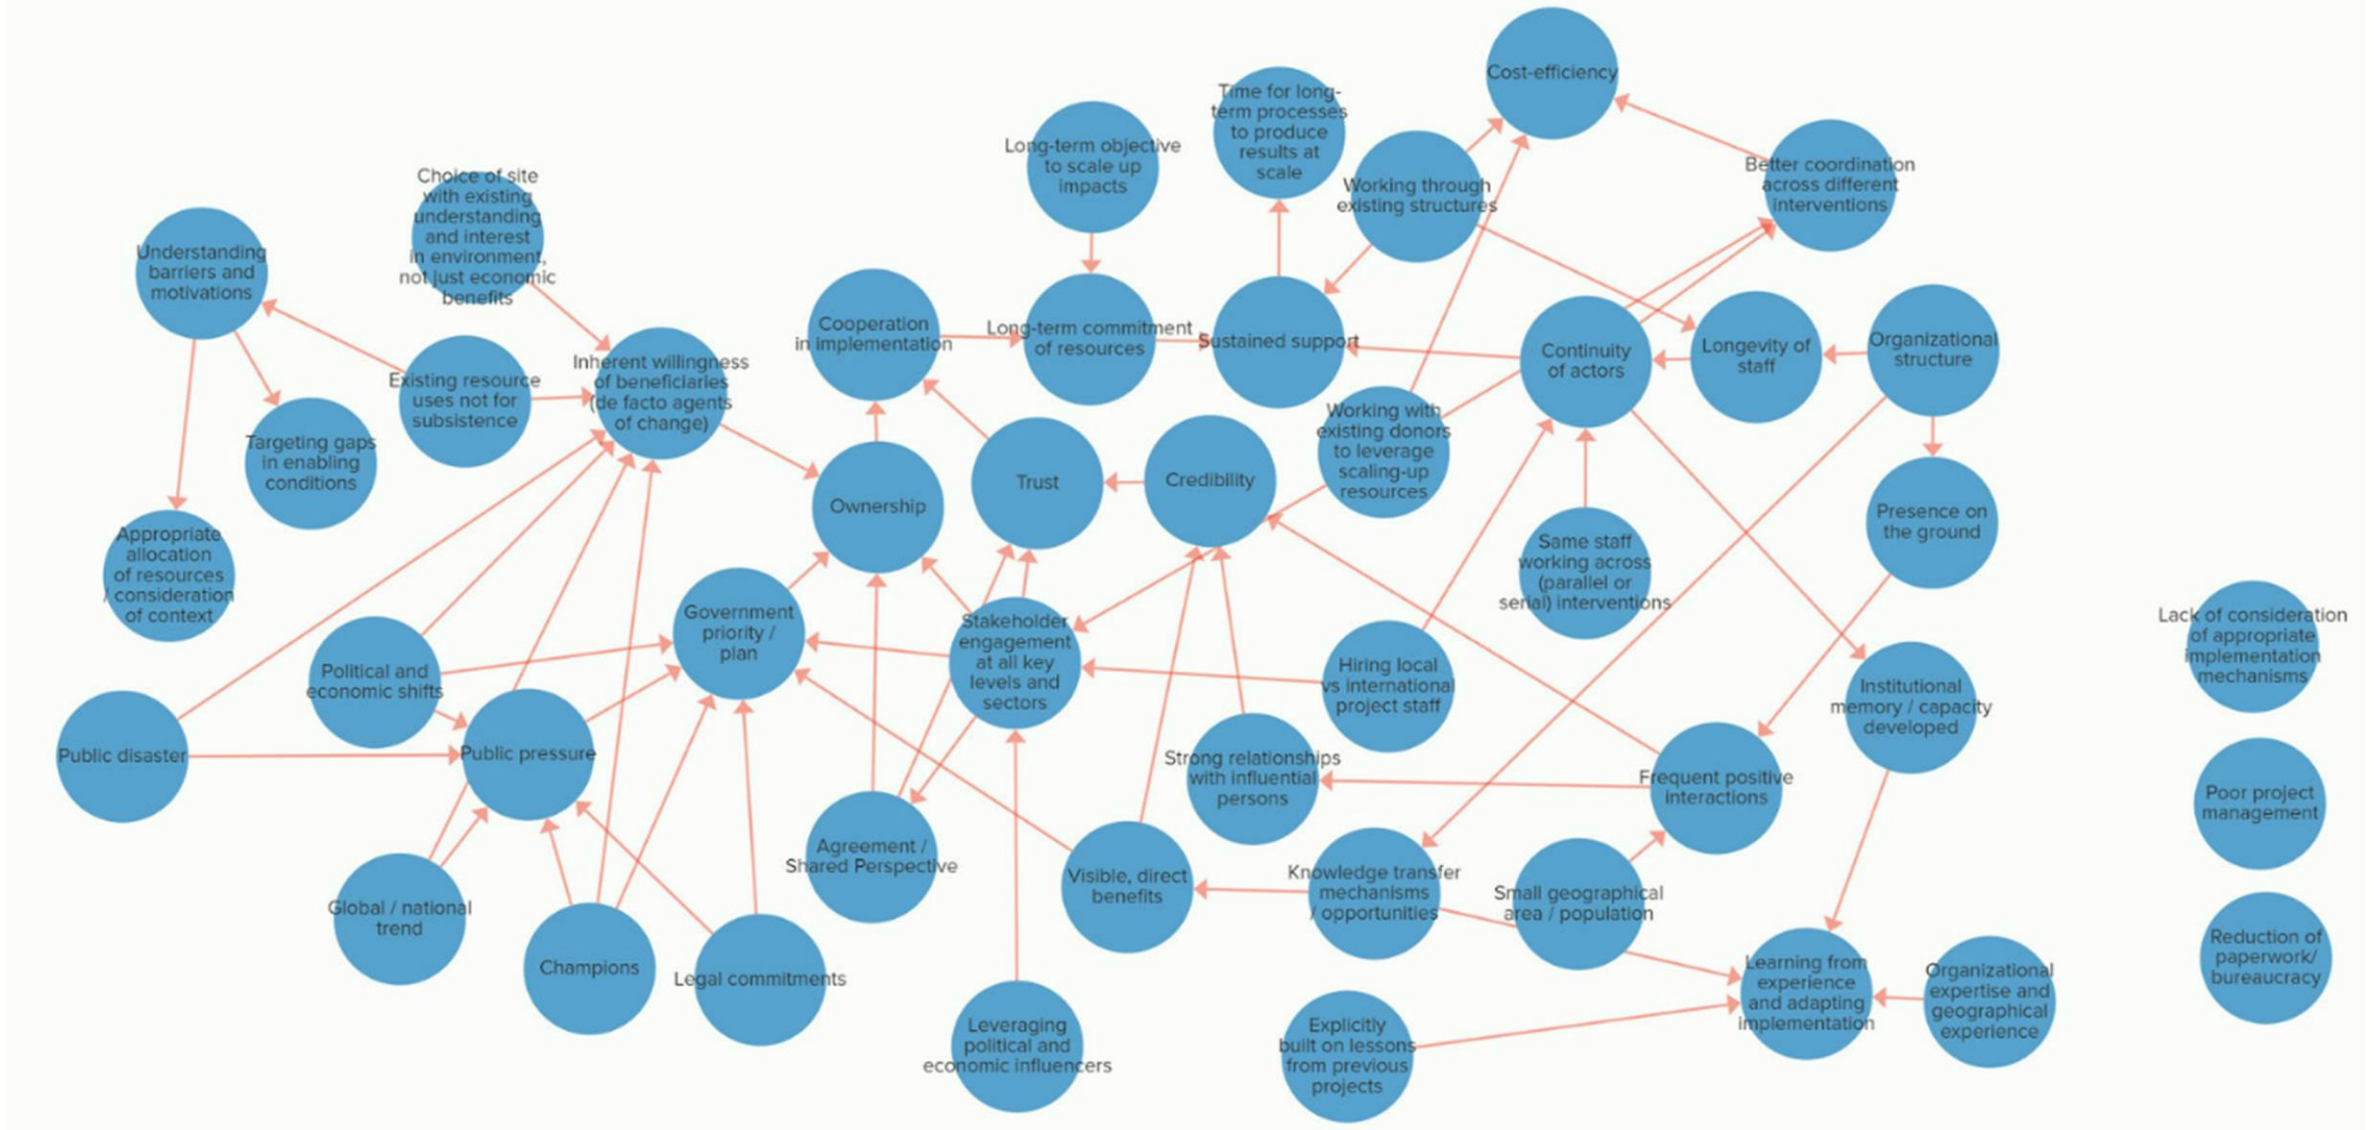 Cost-efficiency
Time for long-
term processes
to produce
results at
scale
Long-term objective
to scale up
impacts
Working through
existing structures
Better coordination
across different
interventions
Choice of site
with existing
understanding
and interest
in environment,
not just economic
benefits
Understanding
barriers and
motivations
Existing resource
uses not for
subsistence
Inherent willingness
of beneficiaries
(de facto agents
of change)
Cooperation
in implementation
Long-term commitment
of resources
Sustained support
Continuity
of actors
Longevity of
staff
Organizational
structure
Targeting gaps
in enabling
conditions
Working with
existing donors
to leverage
scaling-up
resources
Ownership
Trust
Credibility
Presence on
the ground
Appropriate
allocation
of resources
/ consideration
of context
Same staff
working across
(parallel or
serial) interventions
Government
priority /
plan
Stakeholder
engagement
at all key
levels and
sectors
Lack of consideration
of appropriate
implementation
mechanisms
Political and
economic shifts
Hiring local
vs international
project staff
Institutional
memory / capacity
developed
Public disaster
Public pressure
Strong relationships
with influential
persons
Frequent positive
interactions
Poor project
management
Agreement /
Shared Perspective
Visible, direct
benefits
Knowledge transfer
mechanisms
/ opportunities
Small geographical
area / population
Global / national
trend
Champions
Legal commitments
Reduction of
paperwork/
bureaucracy
Learning from
experience
and adapting
implementation
Organizational
expertise and
geographical
experience
Leveraging
political and
economic influencers
Explicitly
built on lessons
from previous
projects